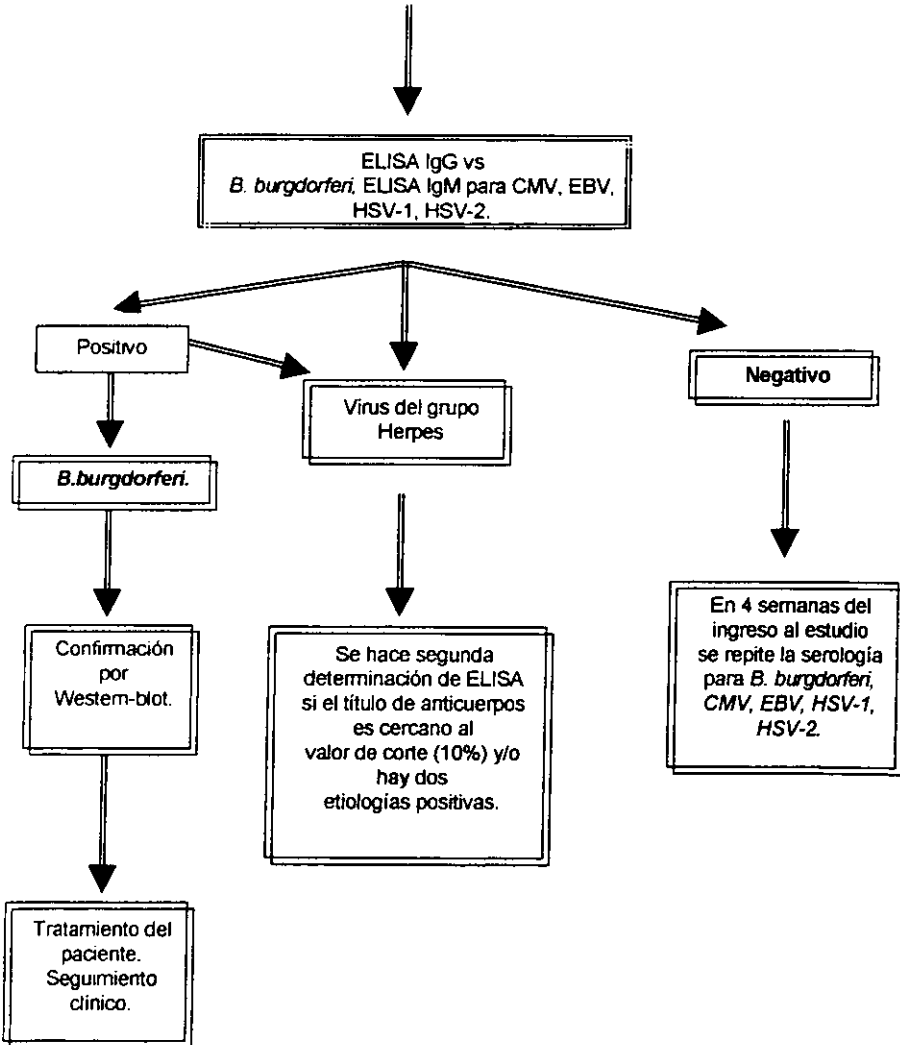 ELISA IgG vs
B. burgdorferi, ELISA IgM para CMV, EBV,
HSV-1, HSV-2.
Positivo
Virus del grupo
Herpes
Negativo
B.burgdorferi.
Confirmación
por
Western-blot.
Se hace segunda
determinación de ELISA
si el título de anticuerpos
es cercano al
valor de corte (10%) y/o
hay dos
etiologías positivas.
En 4 semanas del
ingreso al estudio
se repite la serología
para B. burgdorferi,
CMV, EBV, HSV-1,
HSV-2.
Tratamiento del
paciente.
Seguimiento
clínico.